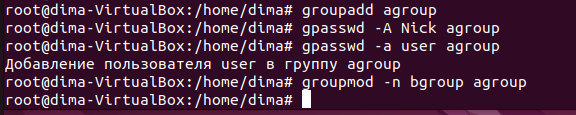 root@dima-VirtualBox:/home/dima# groupadd agroup
root@dima-VirtualBox:/home/dima# gpasswd -A Nick agroup
root@dima-VirtualBox:/home/dima# gpasswd -a user agroup
Добавление пользователя user в группу agroup
root@dima-VirtualBox:/home/dima# groupmod -n bgroup agroup
root@dima-VirtualBox:/home/dima#